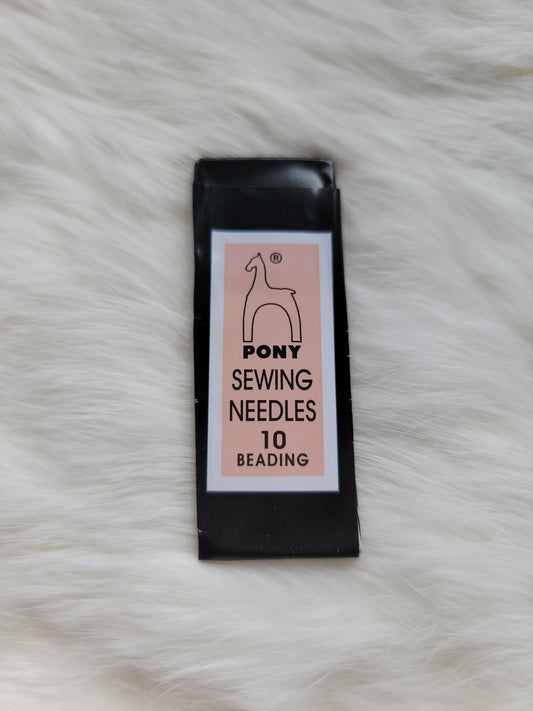 ®
PONY
SEWING
NEEDLES
10
BEADING